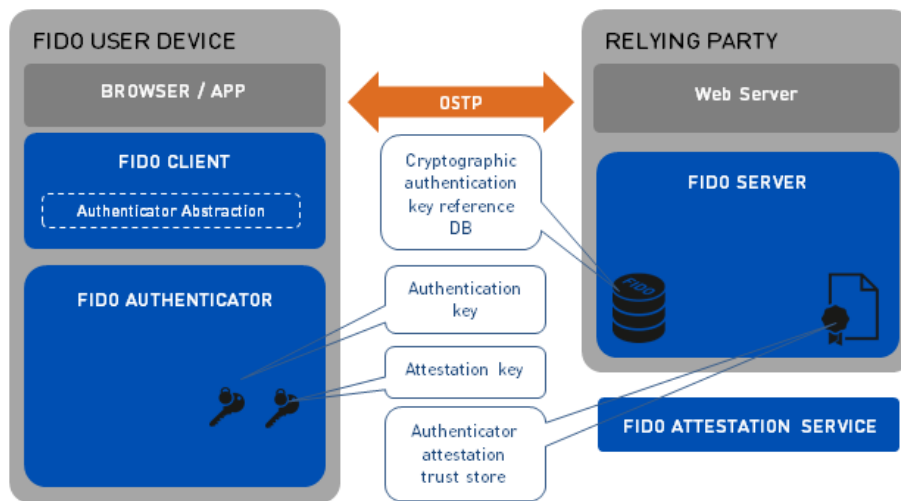 FIDO USER DEVICE
BROWSER / APP
FIDO CLIENT
Authenticator Abstraction
FIDO AUTHENTICATOR
OSTP
Cryptographic
authentication
key reference
DB
Authentication
key
Attestation key
Authenticator
attestation
trust store
RELYING PARTY
Web Server
FIDO SERVER
FIDO
FIDO ATTESTATION SERVICE